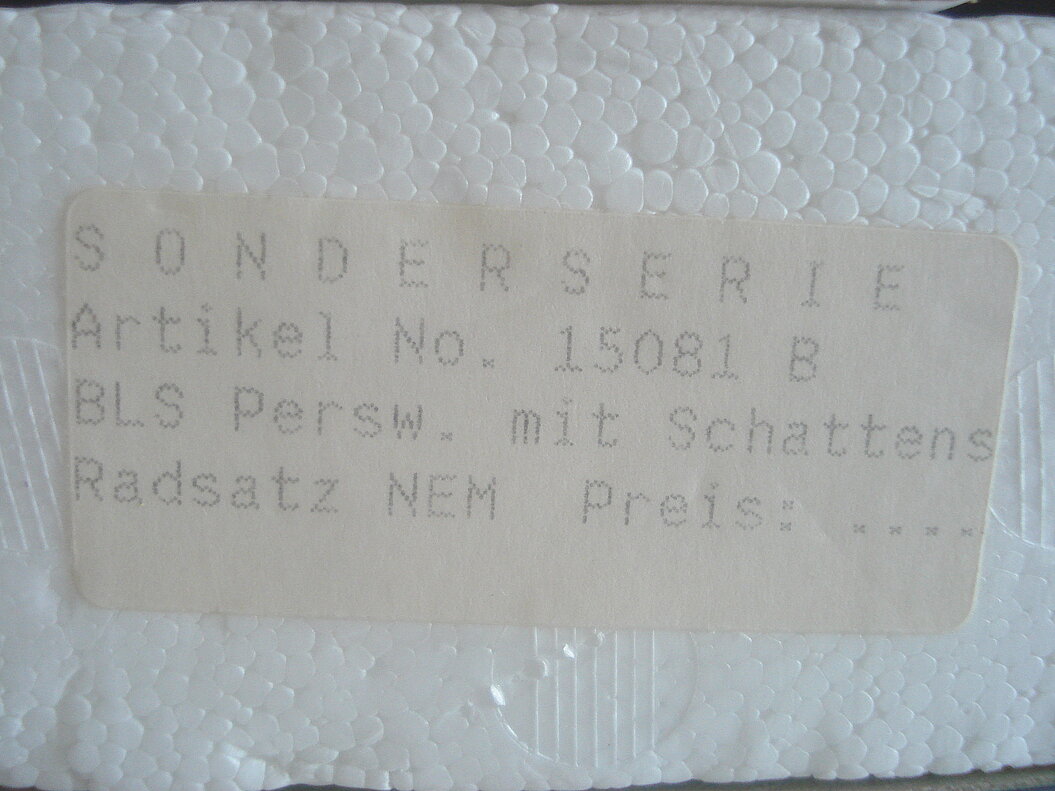 S O N D E R S E R I E
Artikel No. 15081 B
BLS Persw. mit Schattens
Radsatz NEM Preis: ....